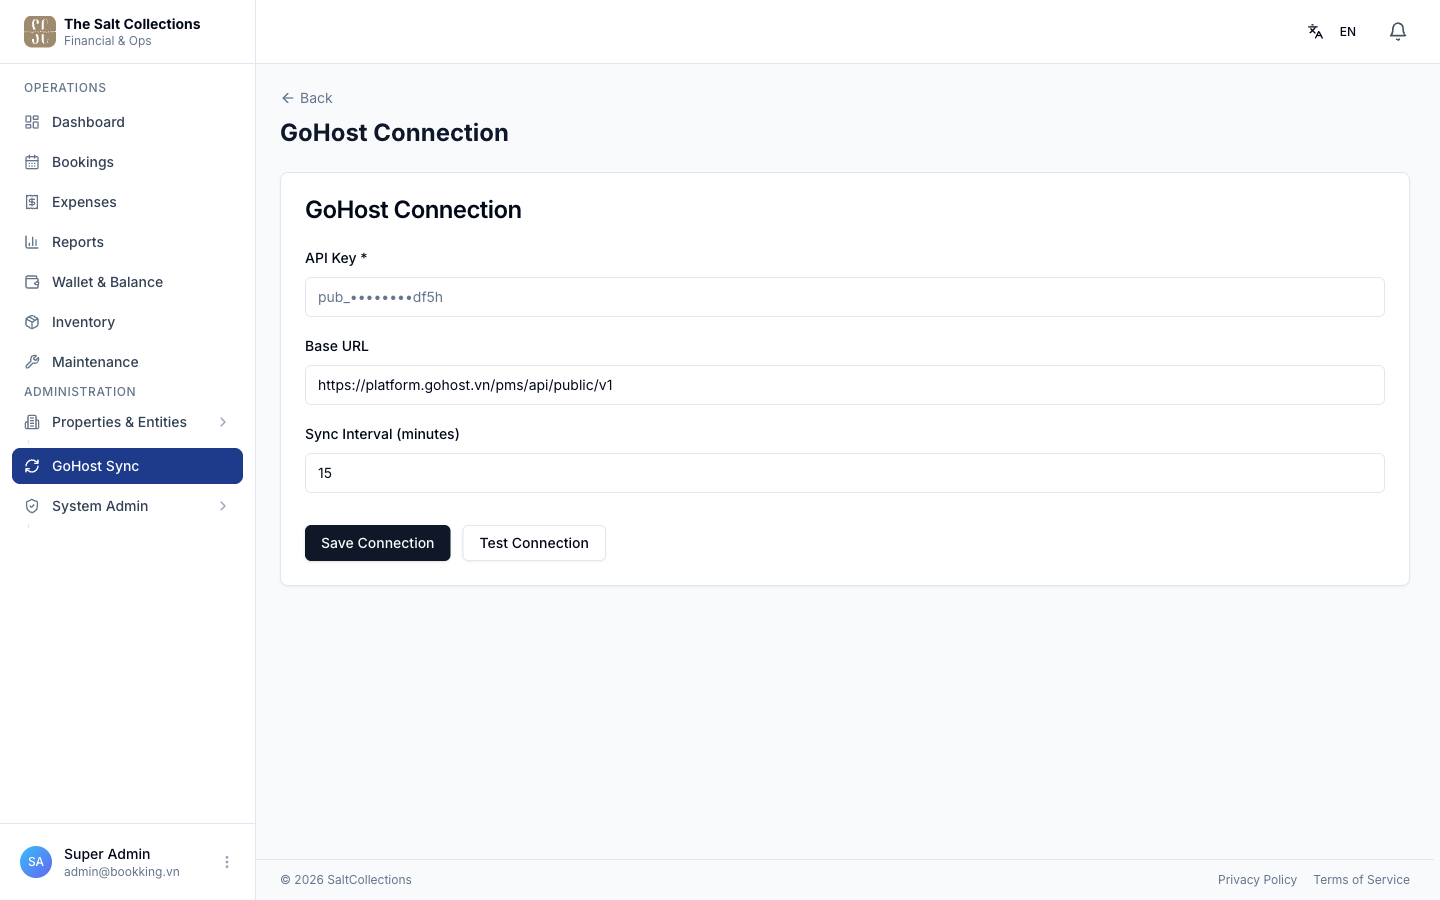 The Salt Collections
Financial & Ops
EN
OPERATIONS
Dashboard
Bookings
Expenses
Reports
Wallet & Balance
Inventory
Maintenance
ADMINISTRATION
Properties & Entities
GoHost Sync
System Admin
SA
Super Admin
admin@bookking.vn
Back
GoHost Connection
GoHost Connection
API Key *
pub_••••••••df5h
Base URL
https://platform.gohost.vn/pms/api/public/v1
Sync Interval (minutes)
15
Save Connection
Test Connection
© 2026 SaltCollections
Privacy Policy
Terms of Service